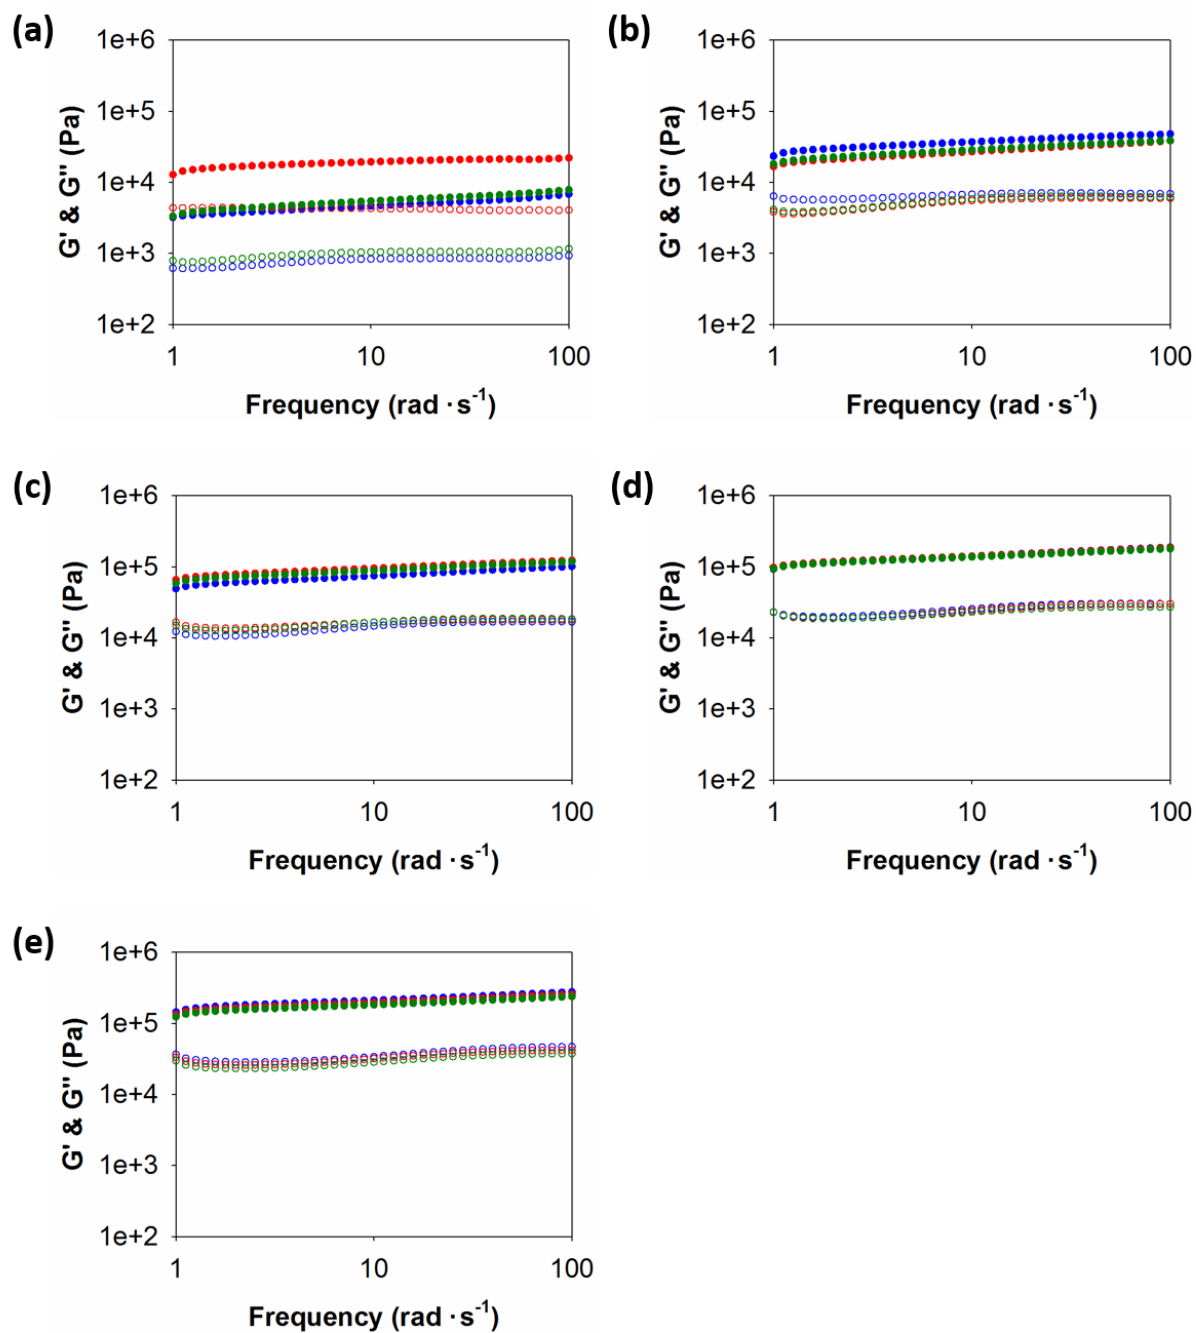 (a)
1e+6
1e+5
1e+4
1e+3
1e+2
G' & G" (Pa)
1 10 100
Frequency (rad · s⁻¹)
(b)
1e+6
1e+5
1e+4
1e+3
1e+2
G' & G" (Pa)
1 10 100
Frequency (rad · s⁻¹)
(c)
1e+6
1e+5
1e+4
1e+3
1e+2
G' & G" (Pa)
1 10 100
Frequency (rad · s⁻¹)
(d)
1e+6
1e+5
1e+4
1e+3
1e+2
G' & G" (Pa)
1 10 100
Frequency (rad · s⁻¹)
(e)
1e+6
1e+5
1e+4
1e+3
1e+2
G' & G" (Pa)
1 10 100
Frequency (rad · s⁻¹)